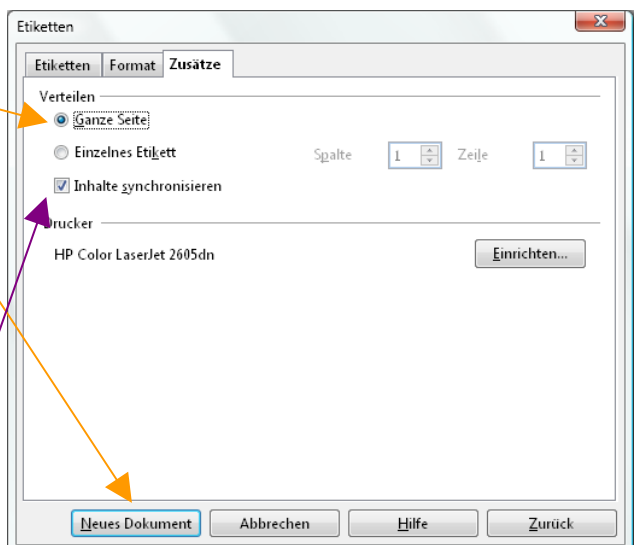 Etiketten
Etiketten Format Zusätze
Verteilen
Ganze Seite
Einzelnes Etikett Spalte 1 Zeile 1
Inhalte synchronisieren
Drucker
HP Color LaserJet 2605dn Einrichten...
Neues Dokument Abbrechen Hilfe Zurück